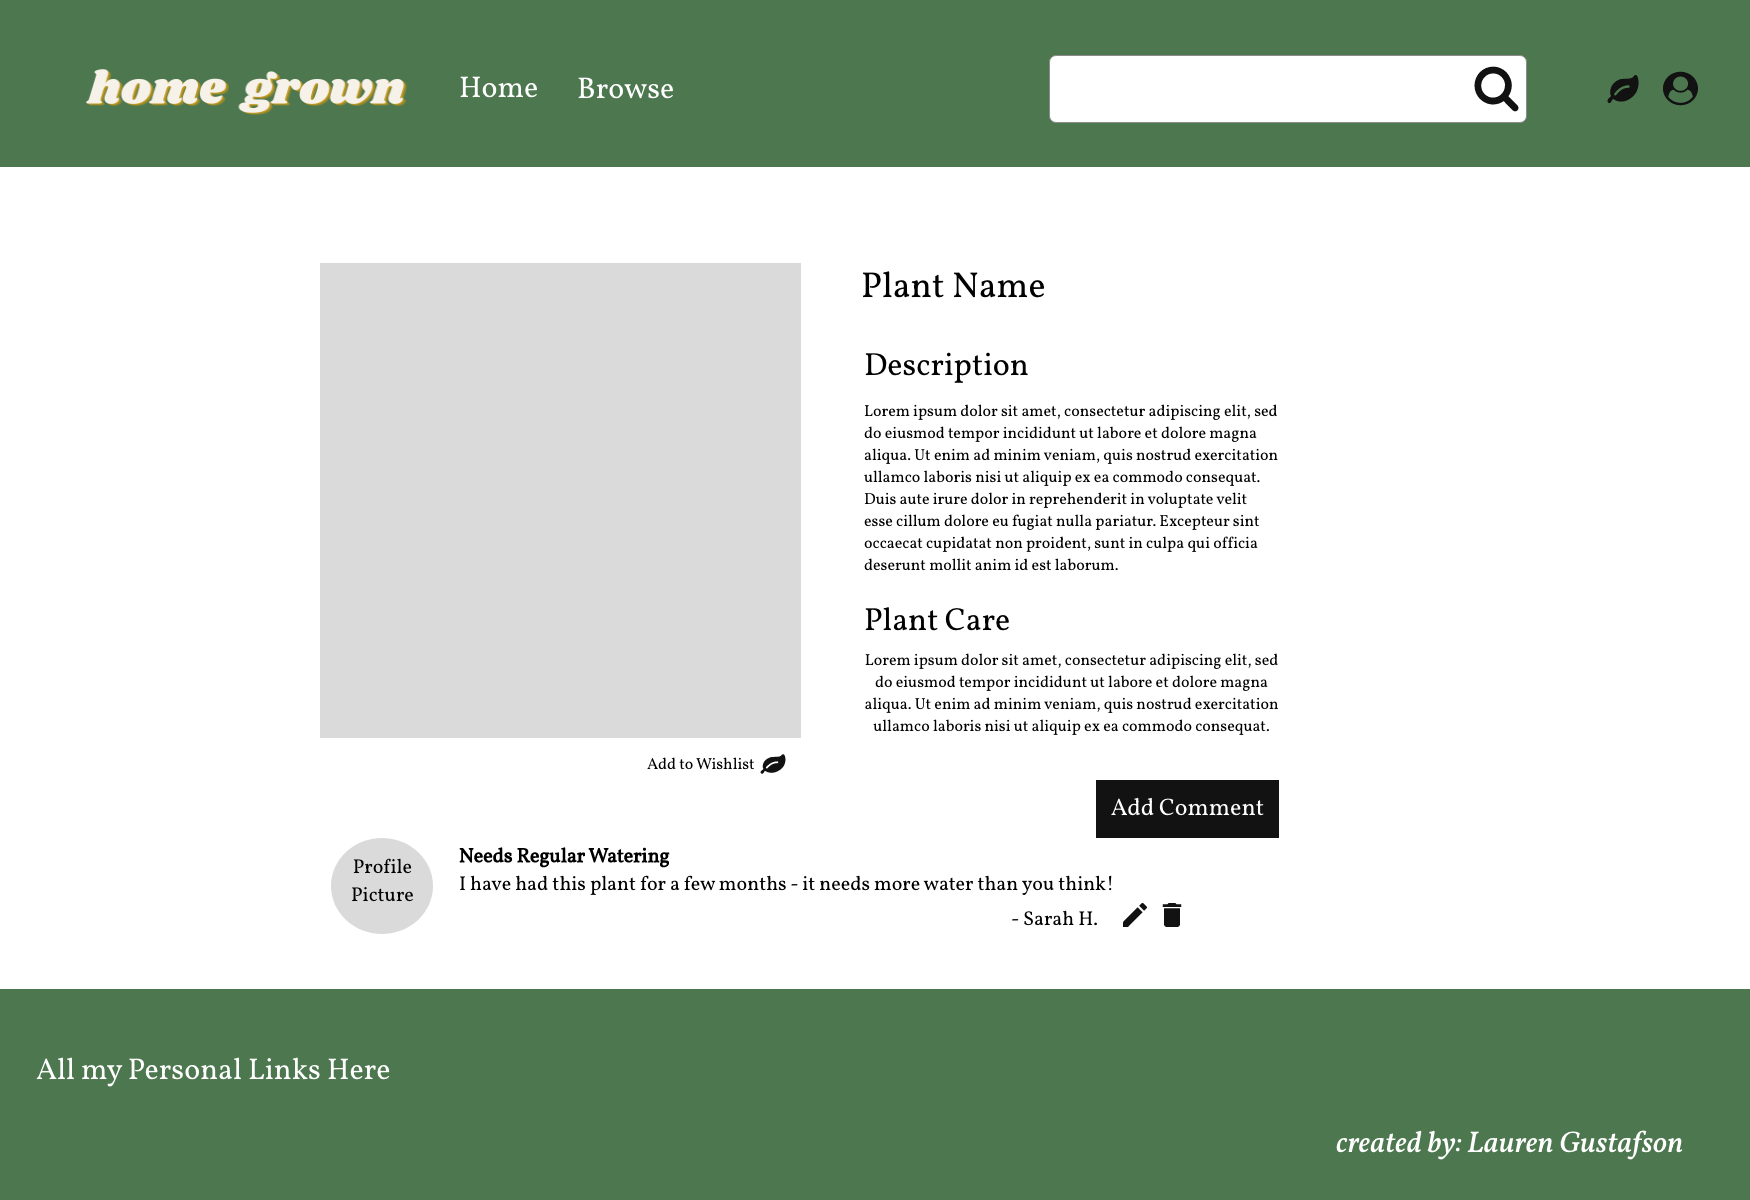 home grown
Home
Browse
Plant Name
Description
Lorem ipsum dolor sit amet, consectetur adipiscing elit, sed
do eiusmod tempor incididunt ut labore et dolore magna
aliqua. Ut enim ad minim veniam, quis nostrud exercitation
ullamco laboris nisi ut aliquip ex ea commodo consequat.
Duis aute irure dolor in reprehenderit in voluptate velit
esse cillum dolore eu fugiat nulla pariatur. Excepteur sint
occaecat cupidatat non proident, sunt in culpa qui officia
deserunt mollit anim id est laborum.
Plant Care
Lorem ipsum dolor sit amet, consectetur adipiscing elit, sed
do eiusmod tempor incididunt ut labore et dolore magna
aliqua. Ut enim ad minim veniam, quis nostrud exercitation
ullamco laboris nisi ut aliquip ex ea commodo consequat.
Add to Wishlist
Add Comment
Profile
Picture
Needs Regular Watering
I have had this plant for a few months - it needs more water than you think!
- Sarah H.
All my Personal Links Here
created by: Lauren Gustafson